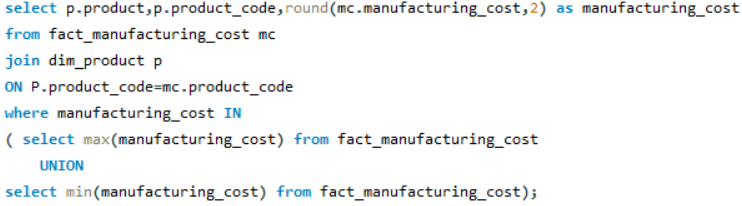 select p.product,p.product_code,round(mc.manufacturing_cost,2) as manufacturing_cost
from fact_manufacturing_cost mc
join dim_product p
ON P.product_code=mc.product_code
where manufacturing_cost IN
( select max(manufacturing_cost) from fact_manufacturing_cost
UNION
select min(manufacturing_cost) from fact_manufacturing_cost);